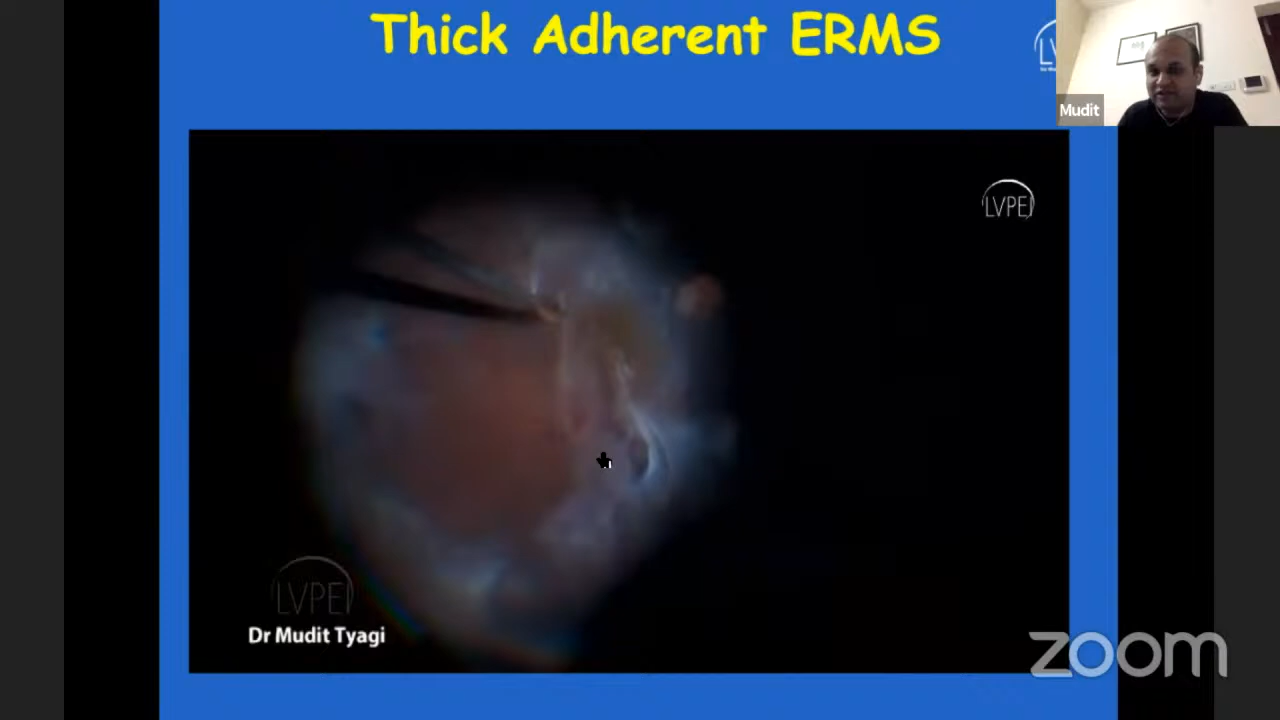 Thick Adherent ERMS
Mudit
LVPEI
LVPEI
Dr Mudit Tyagi
zoom